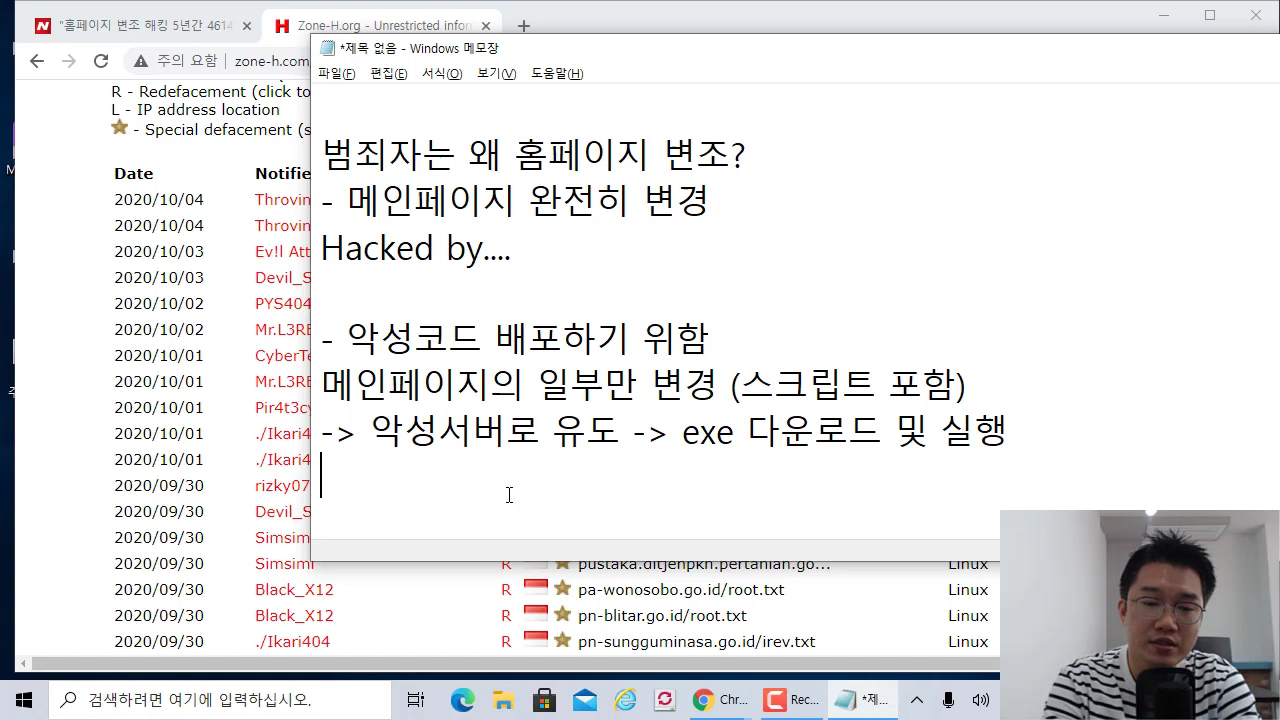 "홈페이지 변조 해킹 5년간 4614
Zone-H.org - Unrestricted infor
주의 요함
zone-h.com
*제목 없음 - Windows 메모장
파일(F) 편집(E) 서식(O) 보기(V) 도움말(H)
R - Redefacement (click to
L - IP address location
- Special defacement (s
범죄자는 왜 홈페이지 변조?
- 메인페이지 완전히 변경
Hacked by....
- 악성코드 배포하기 위함
메인페이지의 일부만 변경 (스크립트 포함)
-> 악성서버로 유도 -> exe 다운로드 및 실행
Date Notifie
2020/10/04 Throvin
2020/10/04 Throvin
2020/10/03 Ev!l Att
2020/10/03 Devil_S
2020/10/02 PYS404
2020/10/02 Mr.L3RB
2020/10/01 CyberTe
2020/10/01 Mr.L3RB
2020/10/01 Pir4t3cy
2020/10/01 ./Ikari4
2020/10/01 ./Ikari4
2020/09/30 rizky07
2020/09/30 Devil_S
2020/09/30 Simsim
2020/09/30 Simsimi R pustaka.ditjenpkh.pertanian.go... Linux
2020/09/30 Black_X12 R pa-wonosobo.go.id/root.txt Linux
2020/09/30 Black_X12 R pn-blitar.go.id/root.txt Linux
2020/09/30 ./Ikari404 R pn-sungguminasa.go.id/irev.txt Linux
검색하려면 여기에 입력하십시오.
Chr...
Rec...
*제...